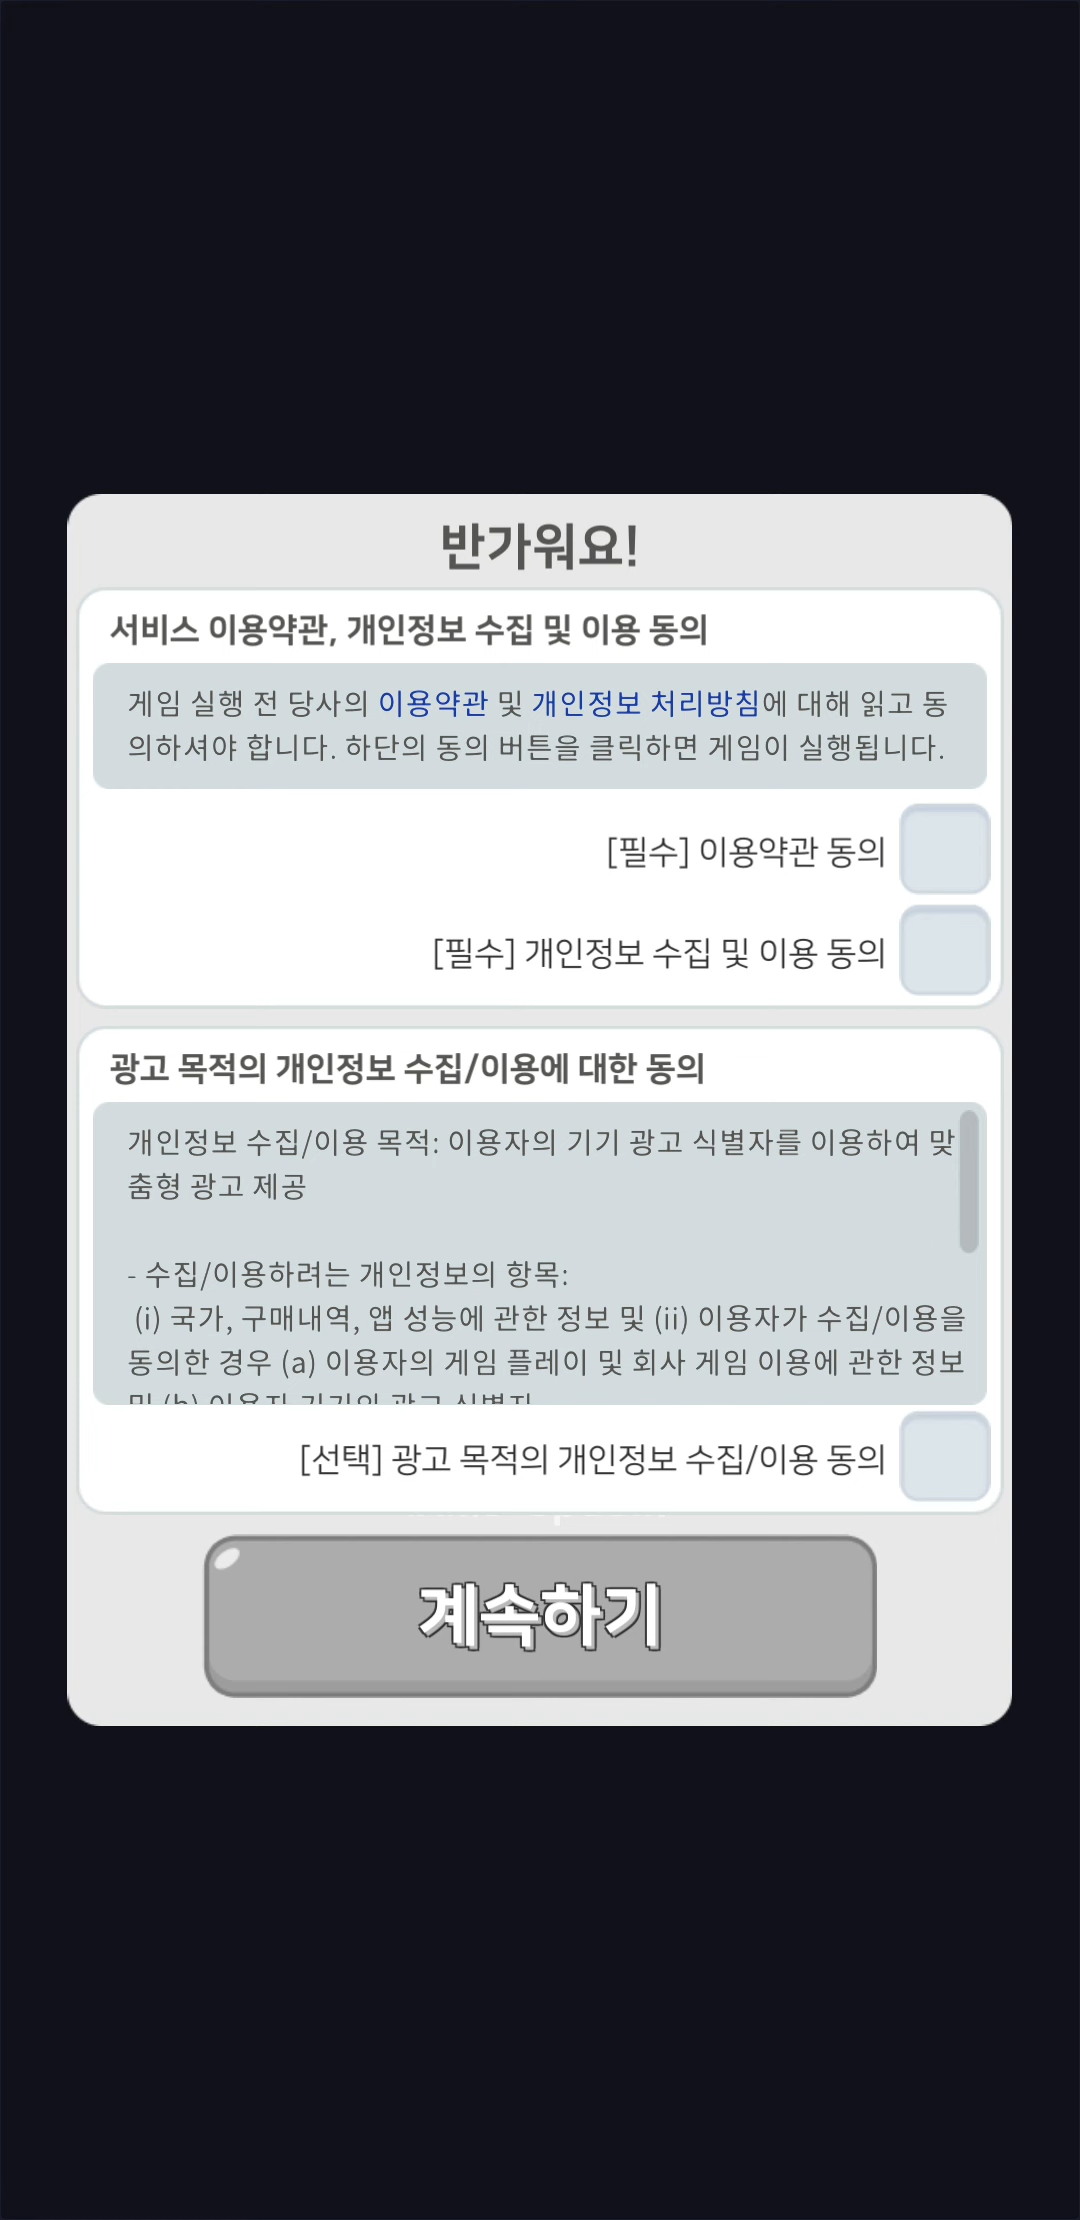 반가워요!
서비스 이용약관, 개인정보 수집 및 이용 동의
게임 실행 전 당사의 이용약관 및 개인정보 처리방침에 대해 읽고 동
의하셔야 합니다. 하단의 동의 버튼을 클릭하면 게임이 실행됩니다.
[필수] 이용약관 동의
[필수] 개인정보 수집 및 이용 동의
광고 목적의 개인정보 수집/이용에 대한 동의
개인정보 수집/이용 목적: 이용자의 기기 광고 식별자를 이용하여 맞
춤형 광고 제공
- 수집/이용하려는 개인정보의 항목:
(i) 국가, 구매내역, 앱 성능에 관한 정보 및 (ii) 이용자가 수집/이용을
동의한 경우 (a) 이용자의 게임 플레이 및 회사 게임 이용에 관한 정보
및 (b) 이용자 기기의 광고 식별자
[선택] 광고 목적의 개인정보 수집/이용 동의
계속하기